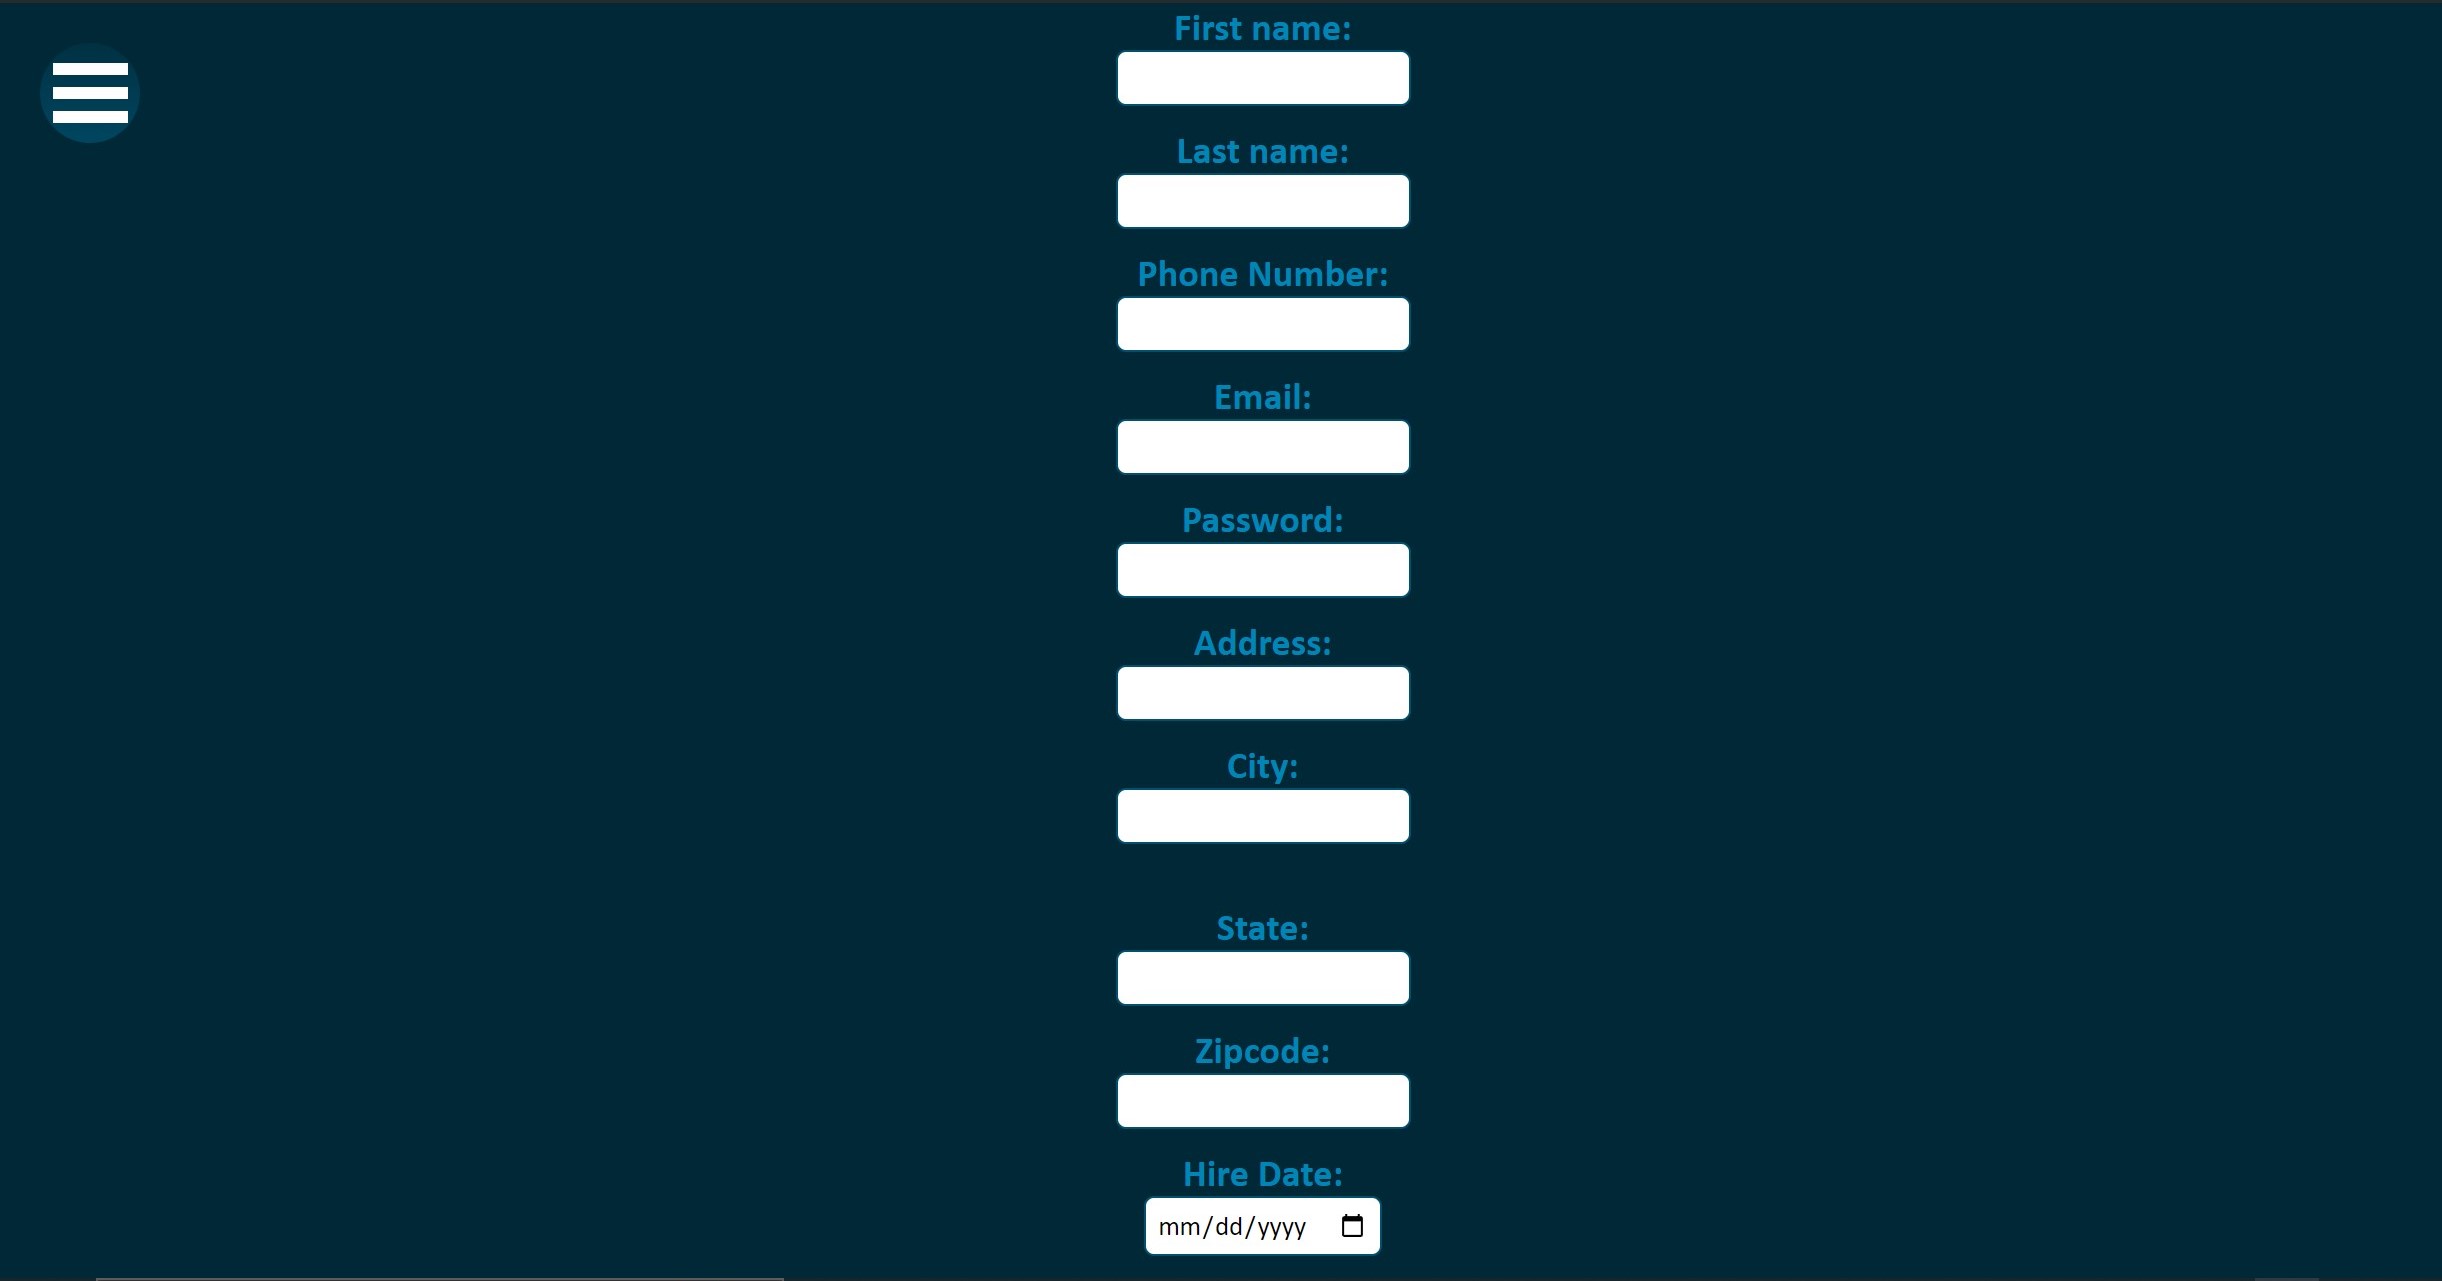 First name:
Last name:
Phone Number:
Email:
Password:
Address:
City:
State:
Zipcode:
Hire Date:
mm/dd/yyyy